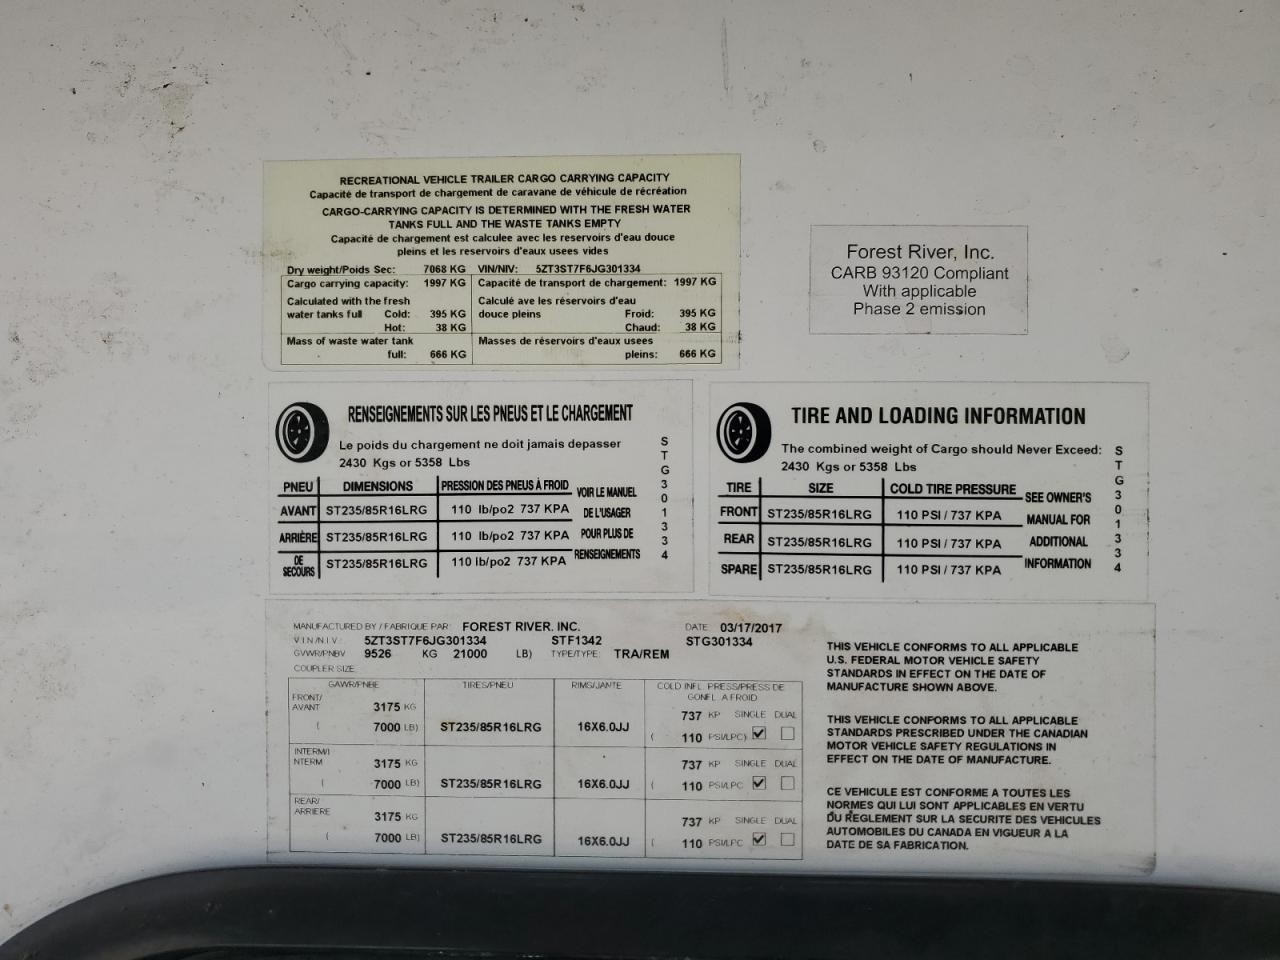 RECREATIONAL VEHICLE TRAILER CARGO CARRYING CAPACITY
Capacité de transport de chargement de caravane de véhicule de récréation
CARGO-CARRYING CAPACITY IS DETERMINED WITH THE FRESH WATER
TANKS FULL AND THE WASTE TANKS EMPTY
Capacité de chargement est calculee avec les reservoirs d'eau douce
pleins et les reservoirs d'eaux usees vides
Dry weight/Poids Sec: 7068 KG VIN/NIV: 5ZT3ST7F6JG301334
Cargo carrying capacity: 1997 KG Capacité de transport de chargement: 1997 KG
Calculated with the fresh Calculé ave les réservoirs d'eau
water tanks full Cold: 395 KG douce pleins Froid: 395 KG
Hot: 38 KG Chaud: 38 KG
Mass of waste water tank Masses de réservoirs d'eaux usees
full: 666 KG pleins: 666 KG
Forest River, Inc.
CARB 93120 Compliant
With applicable
Phase 2 emission
RENSEIGNEMENTS SUR LES PNEUS ET LE CHARGEMENT
Le poids du chargement ne doit jamais depasser
2430 Kgs or 5358 Lbs
PNEU DIMENSIONS PRESSION DES PNEUS À FROID
AVANT ST235/85R16LRG 110 lb/po2 737 KPA
ARRIÈRE ST235/85R16LRG 110 lb/po2 737 KPA
DE SECOURS ST235/85R16LRG 110 lb/po2 737 KPA
VOIR LE MANUEL
DE L'USAGER
POUR PLUS DE
RENSEIGNEMENTS
STG301334
TIRE AND LOADING INFORMATION
The combined weight of Cargo should Never Exceed:
2430 Kgs or 5358 Lbs
TIRE SIZE COLD TIRE PRESSURE
FRONT ST235/85R16LRG 110 PSI / 737 KPA
REAR ST235/85R16LRG 110 PSI / 737 KPA
SPARE ST235/85R16LRG 110 PSI / 737 KPA
SEE OWNER'S
MANUAL FOR
ADDITIONAL
INFORMATION
STG301334
MANUFACTURED BY / FABRIQUE PAR: FOREST RIVER. INC. DATE 03/17/2017
V I N / N I V : 5ZT3ST7F6JG301334 STF1342 STG301334
GVWR/PNBV 9526 KG 21000 LB) TYPE/TYPE: TRA/REM
COUPLER SIZE
GAWR/PNBE TIRES/PNEU RIMS/JANTE COLD INFL PRESS/PRESS DE
GONFL A FROID
FRONT/
AVANT 3175 KG 737 KP SINGLE DUAL
( 7000 LB) ST235/85R16LRG 16X6.0JJ ( 110 PSI/LPC)
INTERM/I
NTERM 3175 KG 737 KP SINGLE DUAL
( 7000 LB) ST235/85R16LRG 16X6.0JJ ( 110 PSI/LPC
REAR/
ARRIERE 3175 KG 737 KP SINGLE DUAL
( 7000 LB) ST235/85R16LRG 16X6.0JJ ( 110 PSI/LPC
THIS VEHICLE CONFORMS TO ALL APPLICABLE
U.S. FEDERAL MOTOR VEHICLE SAFETY
STANDARDS IN EFFECT ON THE DATE OF
MANUFACTURE SHOWN ABOVE.
THIS VEHICLE CONFORMS TO ALL APPLICABLE
STANDARDS PRESCRIBED UNDER THE CANADIAN
MOTOR VEHICLE SAFETY REGULATIONS IN
EFFECT ON THE DATE OF MANUFACTURE.
CE VEHICULE EST CONFORME A TOUTES LES
NORMES QUI LUI SONT APPLICABLES EN VERTU
DU REGLEMENT SUR LA SECURITE DES VEHICULES
AUTOMOBILES DU CANADA EN VIGUEUR A LA
DATE DE SA FABRICATION.